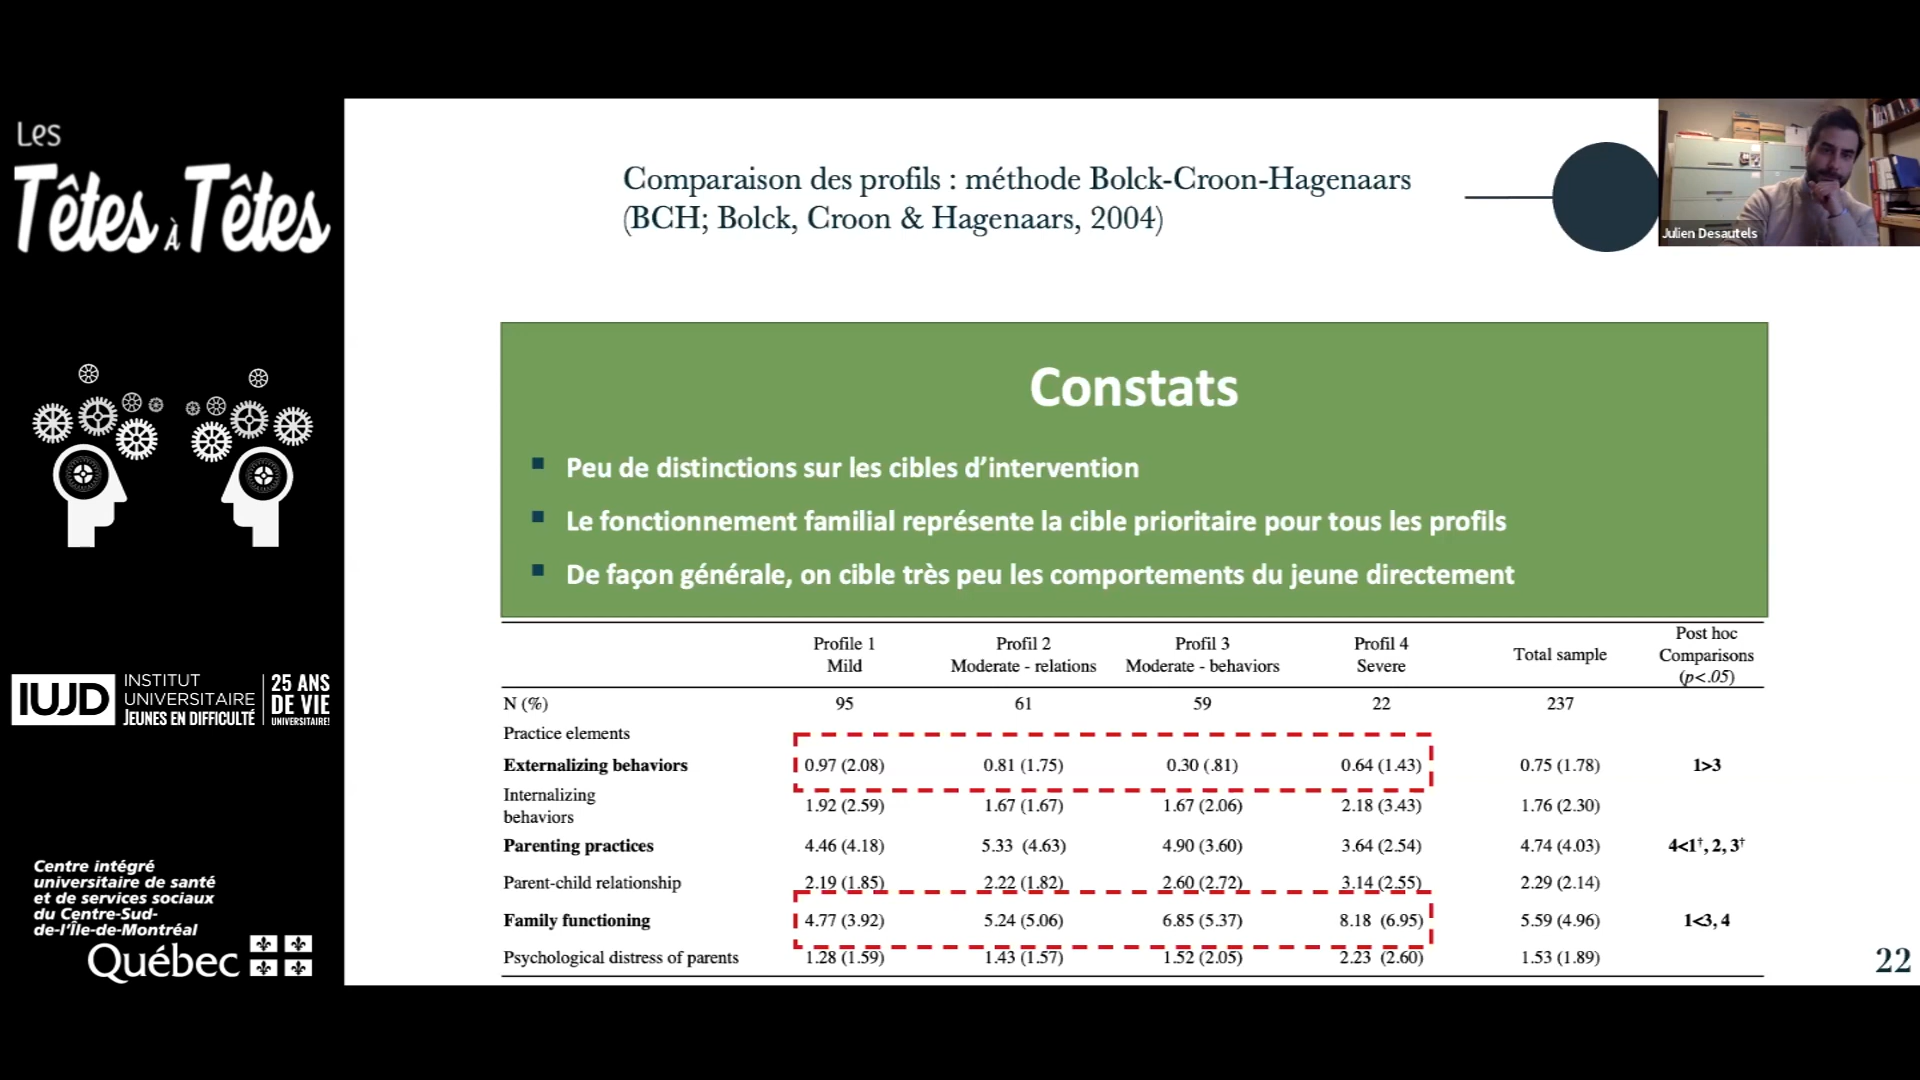 Les
Têtes à Têtes
IUJD
INSTITUT
UNIVERSITAIRE
JEUNES EN DIFFICULTÉ
25 ANS
DE VIE
UNIVERSITAIRE!
Centre intégré
universitaire de santé
et de services sociaux
du Centre-Sud-
de-l'Île-de-Montréal
Québec
Comparaison des profils : méthode Bolck-Croon-Hagenaars
(BCH; Bolck, Croon & Hagenaars, 2004)
Julien Desautels
Constats
Peu de distinctions sur les cibles d'intervention
Le fonctionnement familial représente la cible prioritaire pour tous les profils
De façon générale, on cible très peu les comportements du jeune directement
Profile 1 Mild
Profil 2 Moderate - relations
Profil 3 Moderate - behaviors
Profil 4 Severe
Total sample
Post hoc Comparisons (p<.05)
N (%) 95 61 59 22 237
Practice elements
Externalizing behaviors 0.97 (2.08) 0.81 (1.75) 0.30 (.81) 0.64 (1.43) 0.75 (1.78) 1>3
Internalizing behaviors 1.92 (2.59) 1.67 (1.67) 1.67 (2.06) 2.18 (3.43) 1.76 (2.30)
Parenting practices 4.46 (4.18) 5.33 (4.63) 4.90 (3.60) 3.64 (2.54) 4.74 (4.03) 4<1†, 2, 3†
Parent-child relationship 2.19 (1.85) 2.22 (1.82) 2.60 (2.72) 3.14 (2.55) 2.29 (2.14)
Family functioning 4.77 (3.92) 5.24 (5.06) 6.85 (5.37) 8.18 (6.95) 5.59 (4.96) 1<3, 4
Psychological distress of parents 1.28 (1.59) 1.43 (1.57) 1.52 (2.05) 2.23 (2.60) 1.53 (1.89)
22